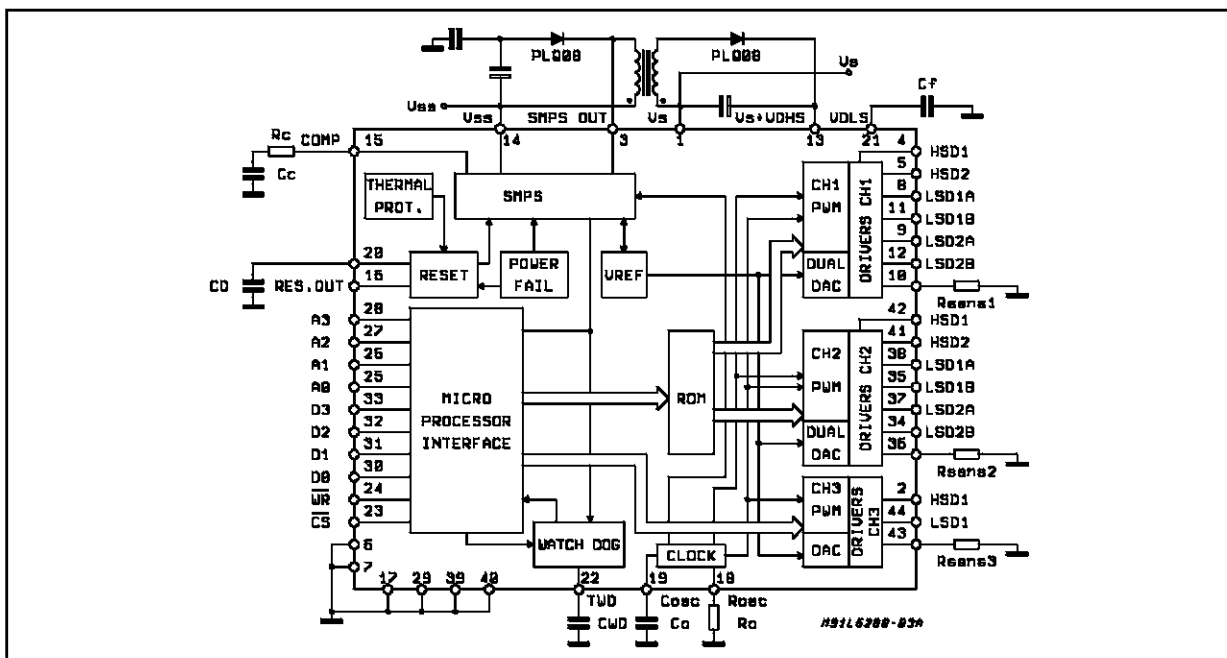 PLQ08 PLQ08
Vs
Cf
Vss
Vss SMPS OUT Vs Vs+VDHS VDLS
14 3 1 13 21
Rc COMP 15
Cc
THERMAL PROT.
SMPS
20
CD RES.OUT 16
RESET
POWER FAIL
VREF
A3 28
A2 27
A1 26
A0 25
D3 33
D2 32
D1 31
D0 30
WR 24
CS 23
6
7
MICRO
PROCESSOR
INTERFACE
ROM
WATCH DOG
CLOCK
CH1
PWM
DUAL
DAC
DRIVERS CH1
4 HSD1
5 HSD2
8 LSD1A
11 LSD1B
9 LSD2A
12 LSD2B
10
Rsens1
CH2
PWM
DUAL
DAC
DRIVERS CH2
42 HSD1
41 HSD2
38 LSD1A
35 LSD1B
37 LSD2A
34 LSD2B
36
Rsens2
CH3
PWM
DAC
DRIVERS
CH3
2 HSD1
44 LSD1
43
Rsens3
17 29 39 40 22 19 18
TWD Cosc Rosc
CWD Co Ro